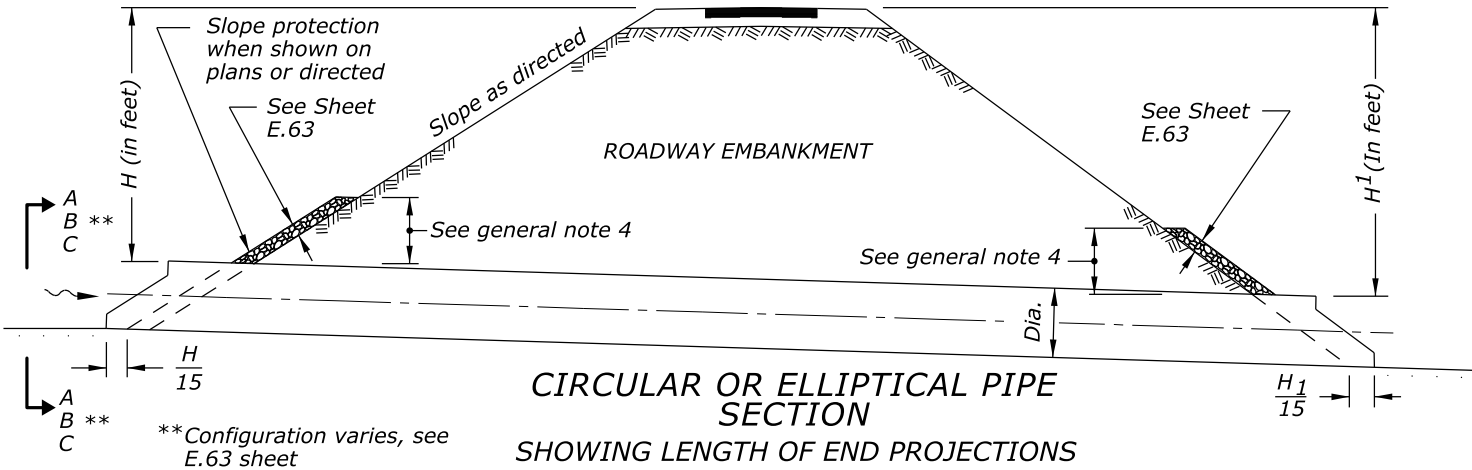 Slope protection
when shown on
plans or directed
See Sheet
E.63
H (in feet)
Slope as directed
ROADWAY EMBANKMENT
See Sheet
E.63
H1 (In feet)
A
B **
C
See general note 4
See general note 4
Dia.
H
15
H1
15
A
B **
C
**Configuration varies, see
E.63 sheet
CIRCULAR OR ELLIPTICAL PIPE
SECTION
SHOWING LENGTH OF END PROJECTIONS